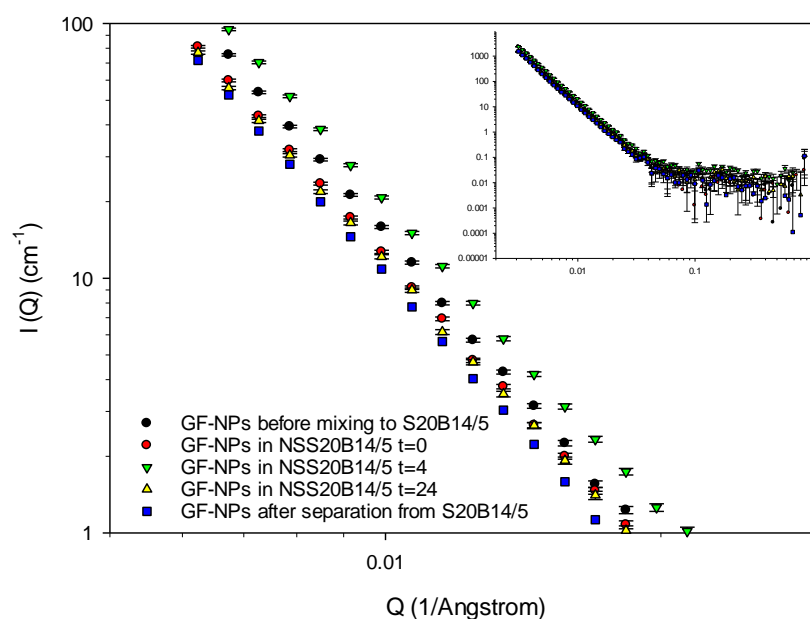 100
10
1
I (Q) (cm-1)
1000
100
10
1
0.1
0.01
0.001
0.0001
0.00001
0.01
0.1
GF-NPs before mixing to S20B14/5
GF-NPs in NSS20B14/5 t=0
GF-NPs in NSS20B14/5 t=4
GF-NPs in NSS20B14/5 t=24
GF-NPs after separation from S20B14/5
0.01
Q (1/Angstrom)